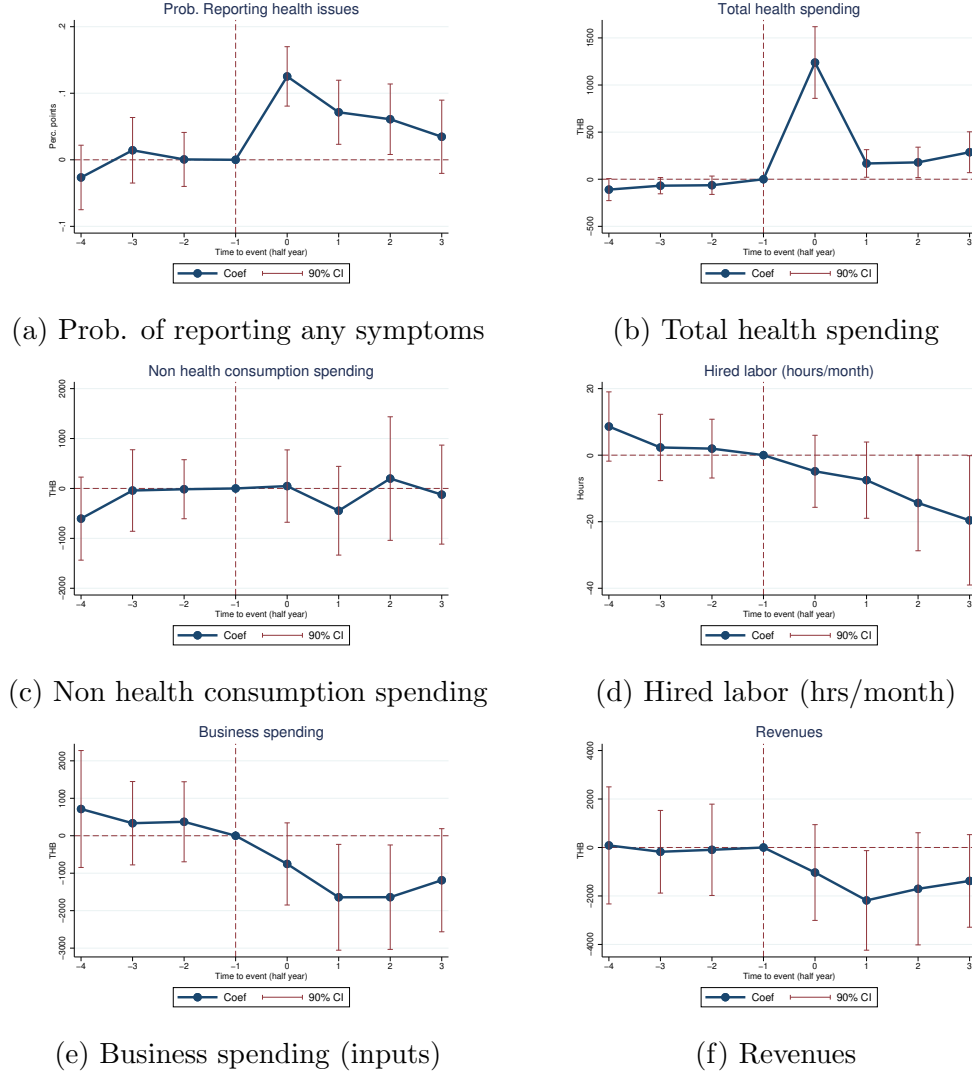 Prob. Reporting health issues
Perc. points
.2
.1
0
-.1
-4 -3 -2 -1 0 1 2 3
Time to event (half year)
Coef 90% CI
(a) Prob. of reporting any symptoms
Total health spending
THB
1500
1000
500
0
-500
-4 -3 -2 -1 0 1 2 3
Time to event (half year)
Coef 90% CI
(b) Total health spending
Non health consumption spending
THB
2000
1000
0
-1000
-2000
-4 -3 -2 -1 0 1 2 3
Time to event (half year)
Coef 90% CI
(c) Non health consumption spending
Hired labor (hours/month)
Hours
20
0
-20
-40
-4 -3 -2 -1 0 1 2 3
Time to event (half year)
Coef 90% CI
(d) Hired labor (hrs/month)
Business spending
THB
2000
1000
0
-1000
-2000
-3000
-4 -3 -2 -1 0 1 2 3
Time to event (half year)
Coef 90% CI
(e) Business spending (inputs)
Revenues
THB
4000
2000
0
-2000
-4000
-4 -3 -2 -1 0 1 2 3
Time to event (half year)
Coef 90% CI
(f) Revenues